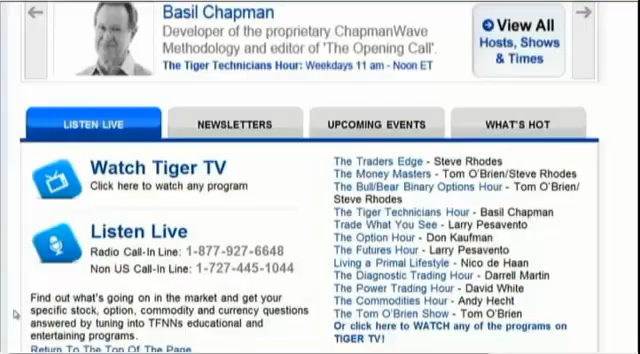 Basil Chapman
Developer of the proprietary ChapmanWave
Methodology and editor of 'The Opening Call'.
The Tiger Technicians Hour: Weekdays 11 am - Noon ET
View All
Hosts, Shows
& Times
LISTEN LIVE
NEWSLETTERS
UPCOMING EVENTS
WHAT'S HOT
Watch Tiger TV
Click here to watch any program
Listen Live
Radio Call-In Line: 1-877-927-6648
Non US Call-In Line: 1-727-445-1044
Find out what's going on in the market and get your
specific stock, option, commodity and currency questions
answered by tuning into TFNNs educational and
entertaining programs.
Return To The Top Of The Page
The Traders Edge - Steve Rhodes
The Money Masters - Tom O'Brien/Steve Rhodes
The Bull/Bear Binary Options Hour - Tom O'Brien/
Steve Rhodes
The Tiger Technicians Hour - Basil Chapman
Trade What You See - Larry Pesavento
The Option Hour - Don Kaufman
The Futures Hour - Larry Pesavento
Living a Primal Lifestyle - Nico de Haan
The Diagnostic Trading Hour - Darrell Martin
The Power Trading Hour - David White
The Commodities Hour - Andy Hecht
The Tom O'Brien Show - Tom O'Brien
Or click here to WATCH any of the programs on
TIGER TV!